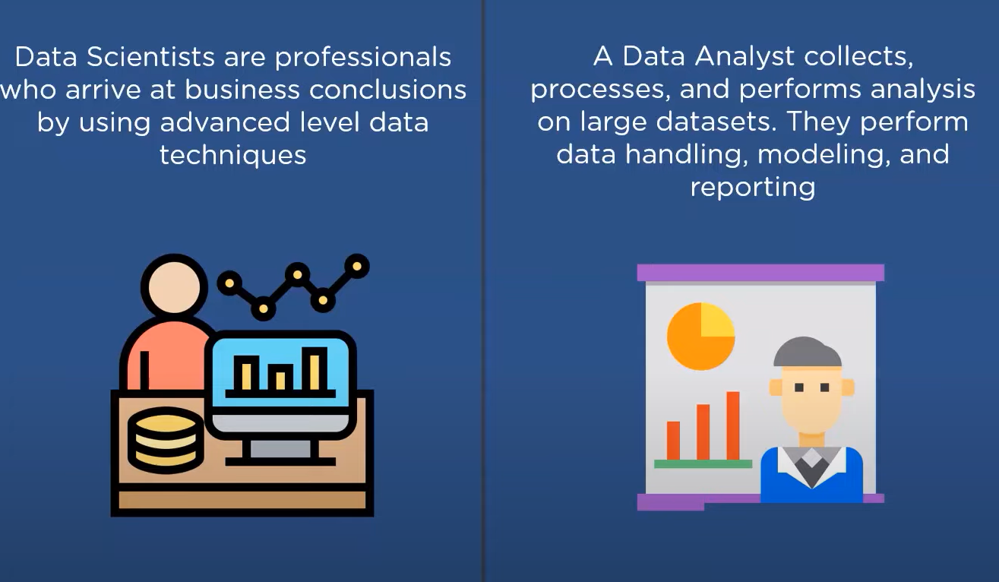 Data Scientists are professionals
who arrive at business conclusions
by using advanced level data
techniques
A Data Analyst collects,
processes, and performs analysis
on large datasets. They perform
data handling, modeling, and
reporting